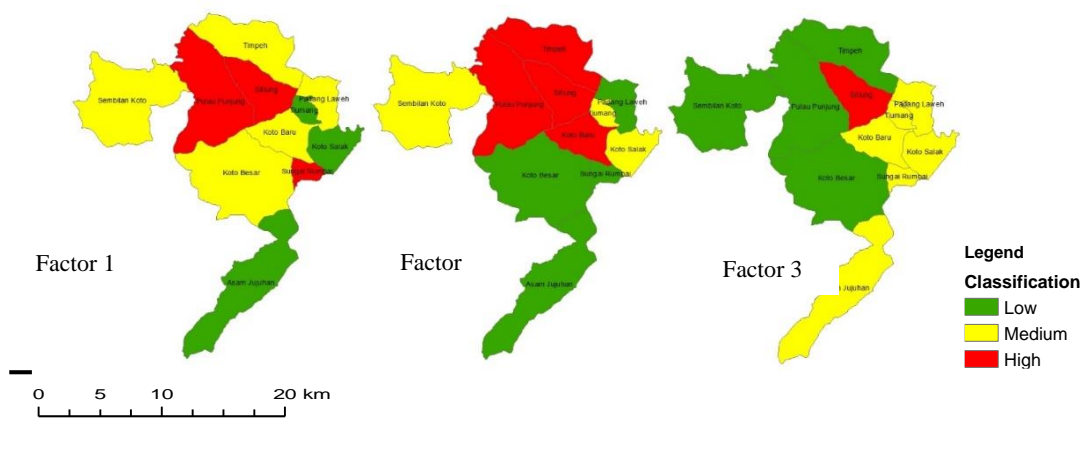 Timpeh
Sembilan Koto
Pulau Punjung
Sitiung
Padang Laweh
Tiumang
Koto Baru
Koto Salak
Koto Besar
Sungai Rumbai
Asam Jujuhan
Factor 1
Timpeh
Sembilan Koto
Pulau Punjung
Sitiung
Padang Laweh
Tiumang
Koto Baru
Koto Salak
Koto Besar
Sungai Rumbai
Asam Jujuhan
Factor
Timpeh
Sembilan Koto
Pulau Punjung
Sitiung
Padang Laweh
Tiumang
Koto Baru
Koto Salak
Koto Besar
Sungai Rumbai
Jujuhan
Factor 3
Legend
Classification
Low
Medium
High
0 5 10 20 km